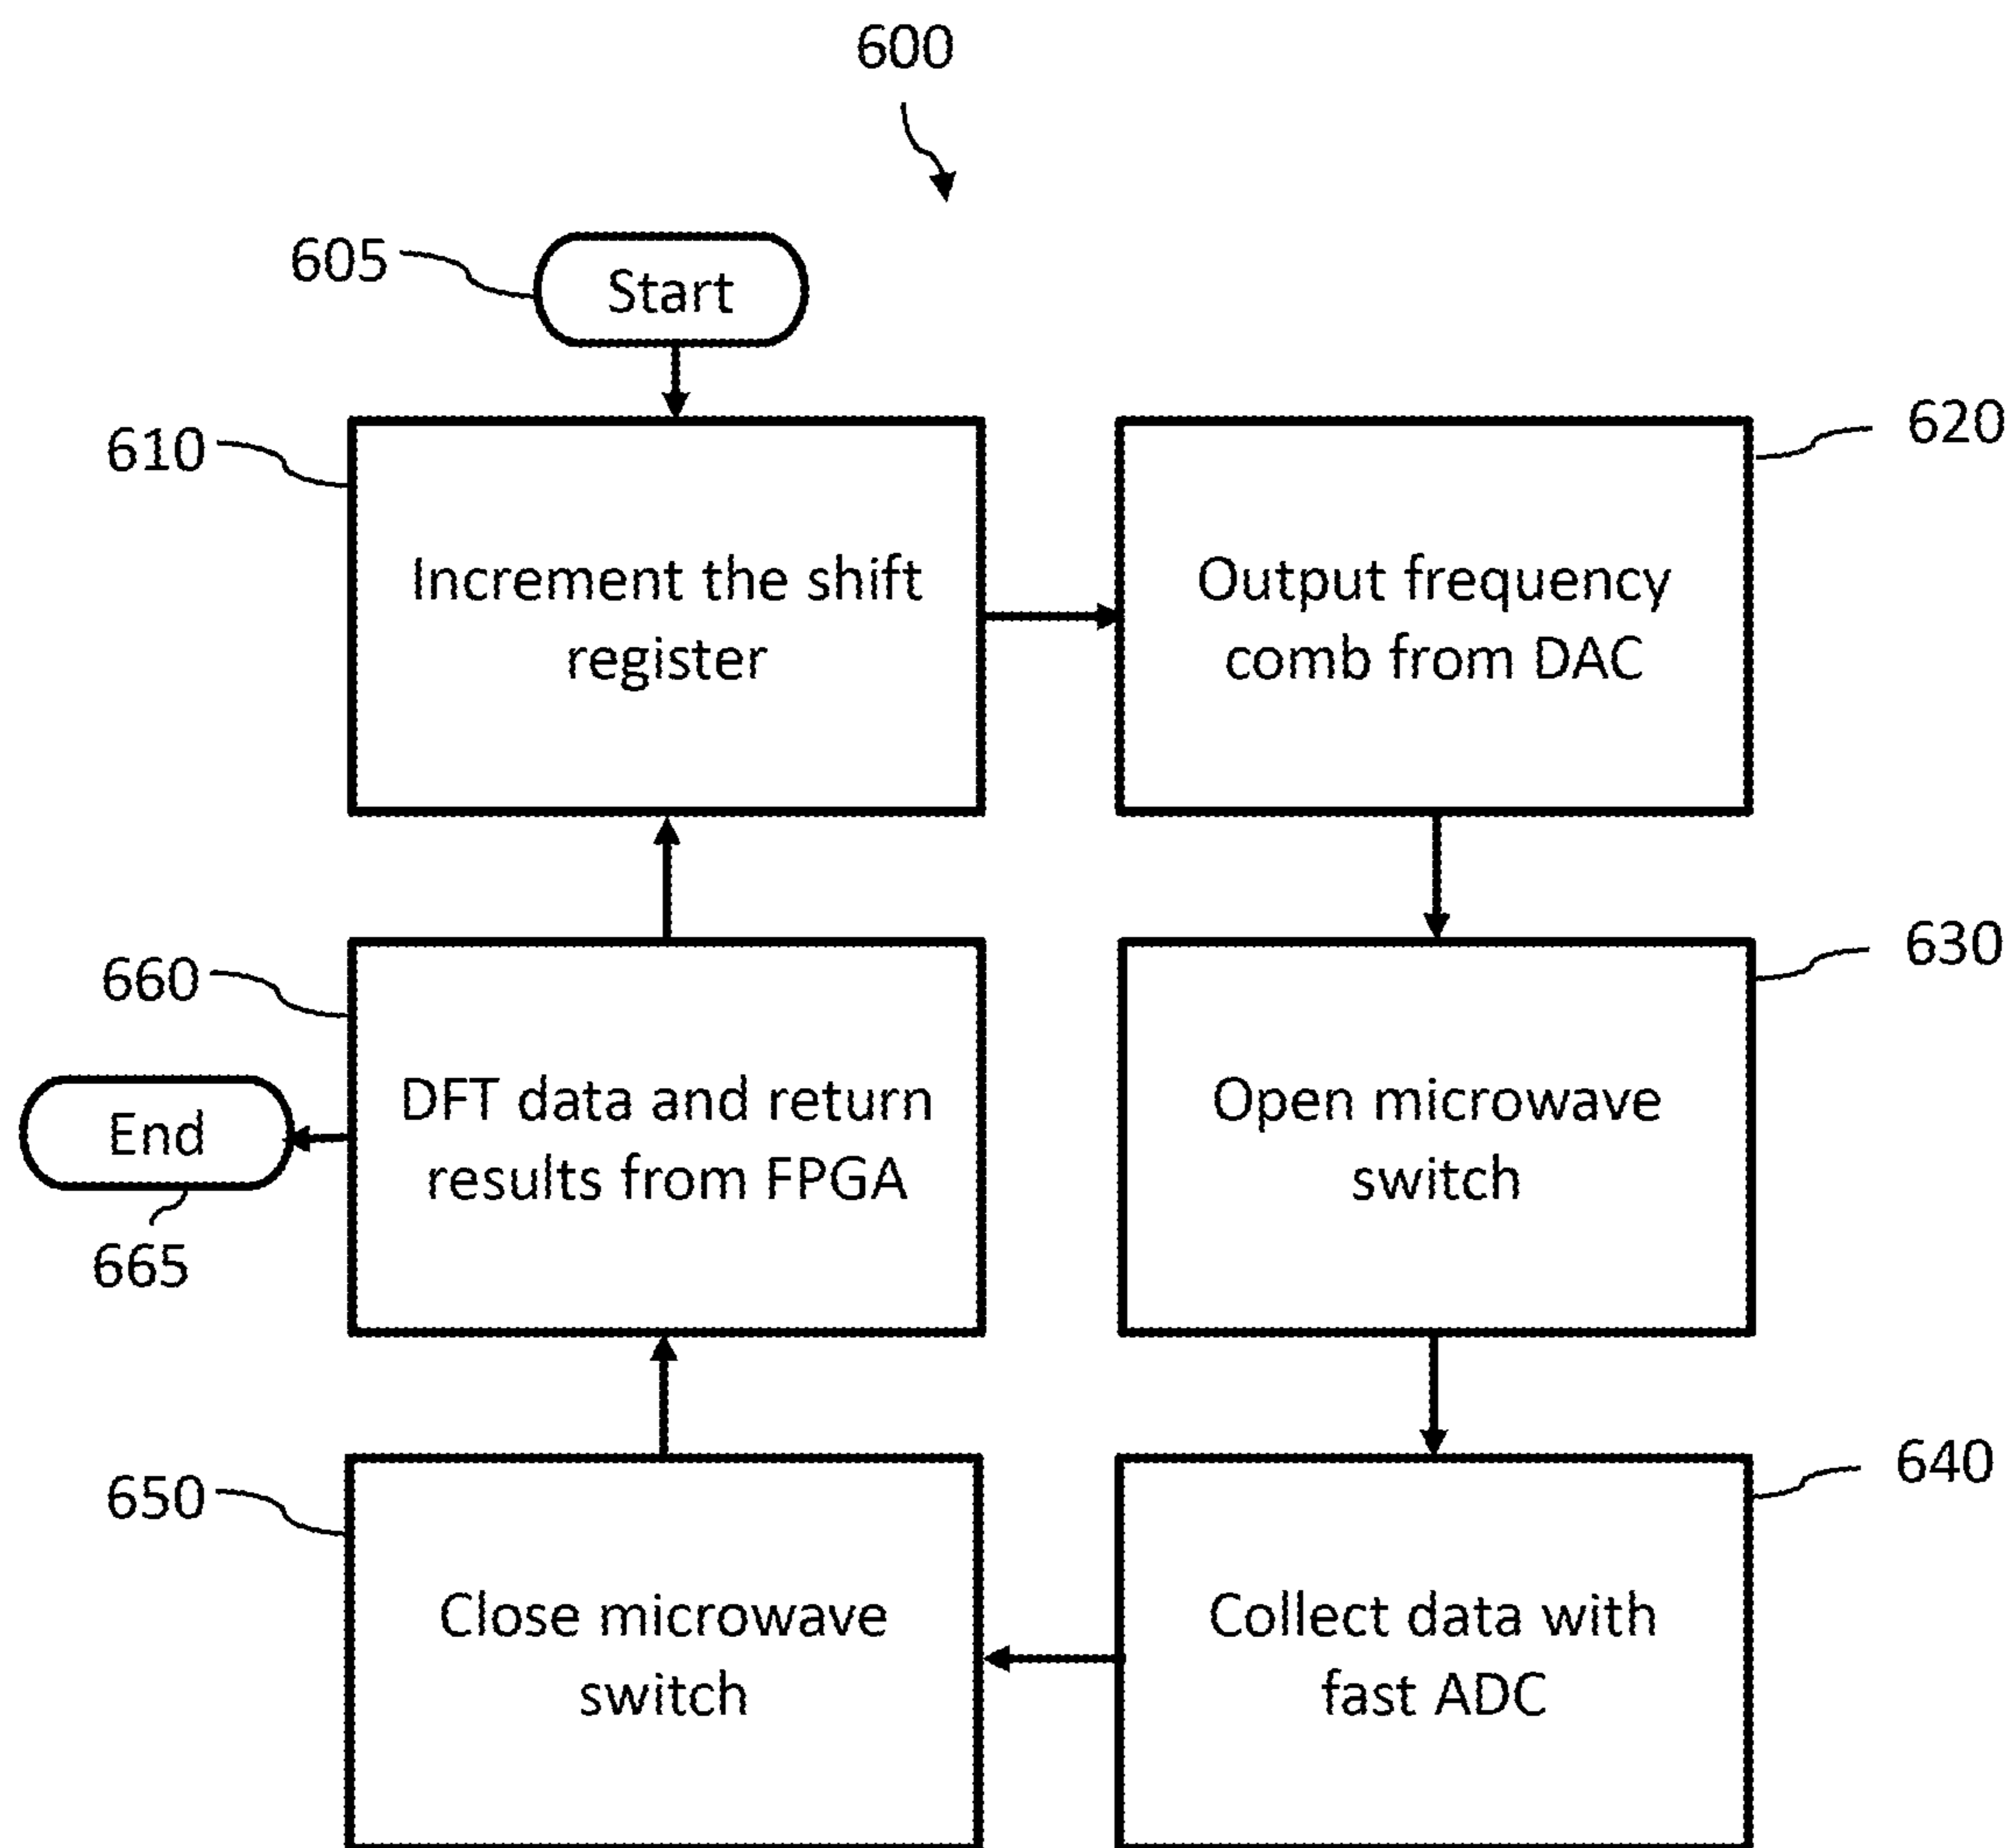 600
605
Start
610
Increment the shift
register
620
Output frequency
comb from DAC
660
DFT data and return
results from FPGA
End
665
630
Open microwave
switch
650
Close microwave
switch
640
Collect data with
fast ADC